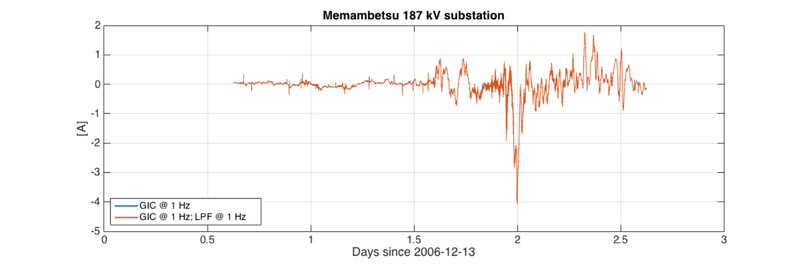 Memambetsu 187 kV substation
2
1
0
-1
-2
-3
-4
-5
[A]
GIC @ 1 Hz
GIC @ 1 Hz; LPF @ 1 Hz
0 0.5 1 1.5 2 2.5 3
Days since 2006-12-13